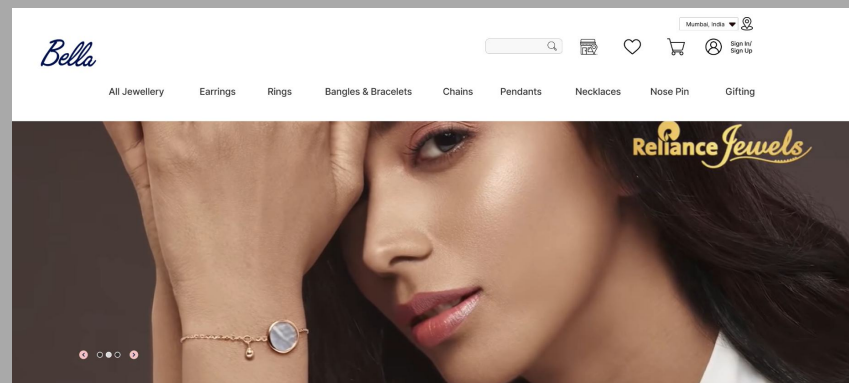 Mumbai, India
Bella
Sign In/
Sign Up
All Jewellery Earrings Rings Bangles & Bracelets Chains Pendants Necklaces Nose Pin Gifting
Reliance Jewels